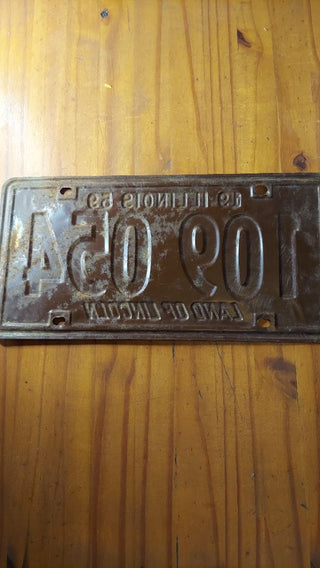 19 ILLINOIS 59
109 054
LAND OF LINCOLN